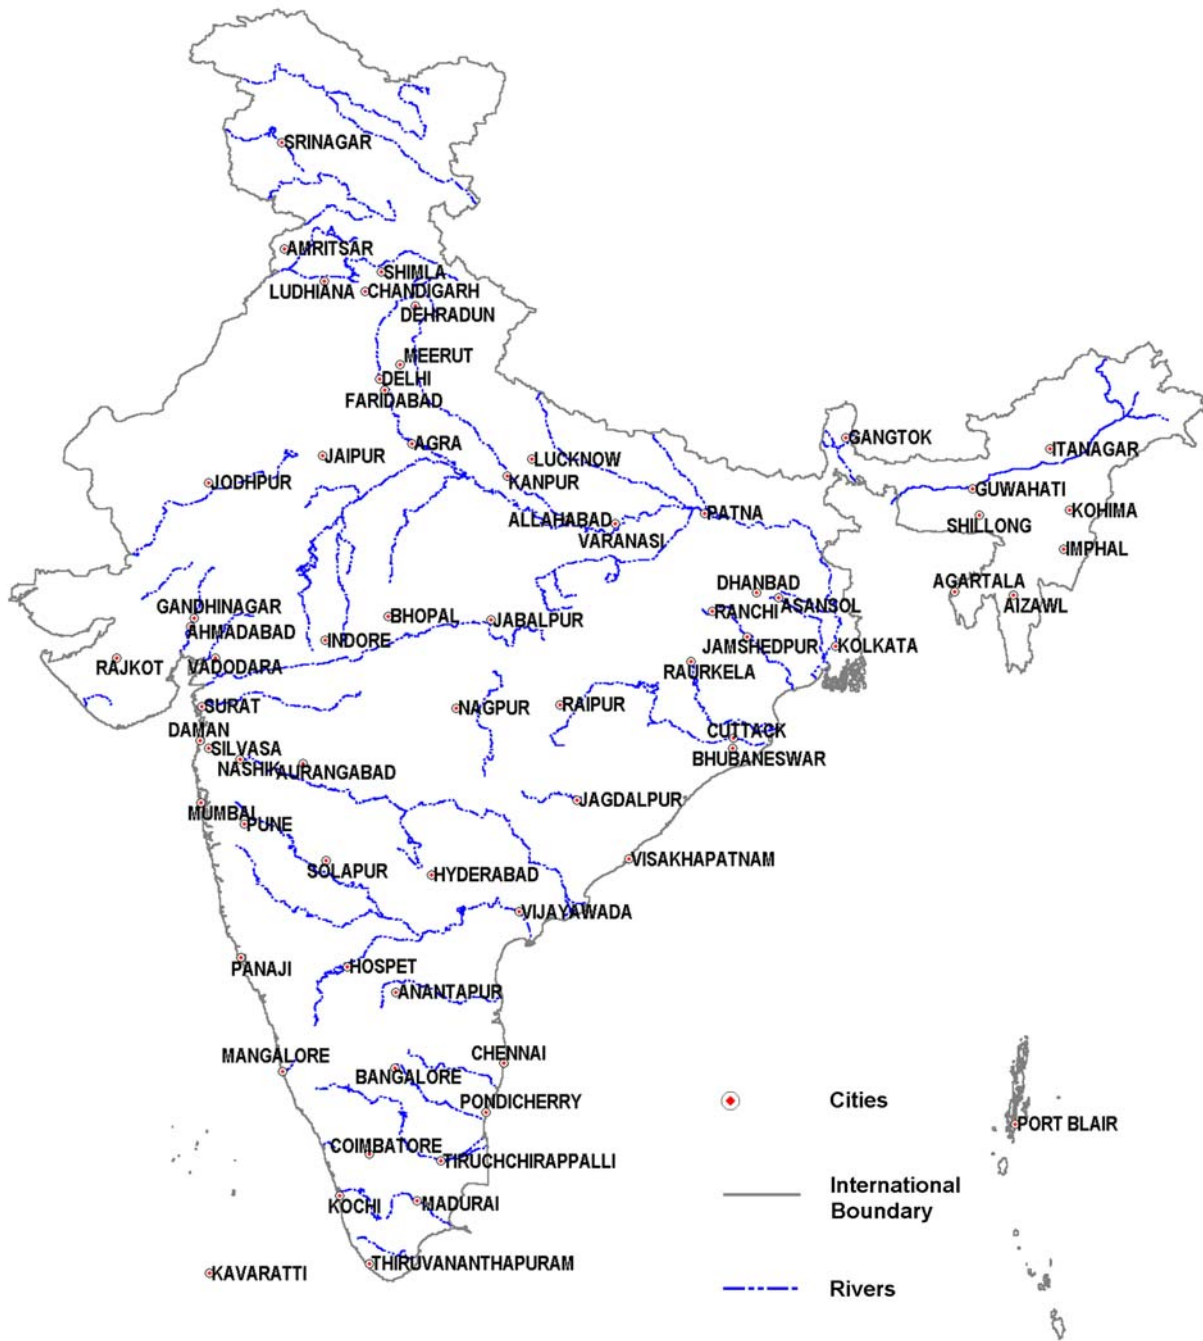 SRINAGAR
AMRITSAR
SHIMLA
LUDHIANA
CHANDIGARH
DEHRADUN
MEERUT
DELHI
FARIDABAD
AGRA
GANGTOK
JAIPUR
LUCKNOW
ITANAGAR
JODHPUR
KANPUR
GUWAHATI
ALLAHABAD
PATNA
KOHIMA
SHILLONG
VARANASI
IMPHAL
DHANBAD
AGARTALA
GANDHINAGAR
BHOPAL
JABALPUR
RANCHI
ASANSOL
AIZAWL
AHMADABAD
INDORE
JAMSHEDPUR
KOLKATA
RAJKOT
VADODARA
RAURKELA
SURAT
NAGPUR
RAIPUR
DAMAN
CUTTACK
SILVASA
BHUBANESWAR
NASHIK
AURANGABAD
JAGDALPUR
MUMBAI
PUNE
SOLAPUR
HYDERABAD
VISAKHAPATNAM
VIJAYAWADA
PANAJI
HOSPET
ANANTAPUR
MANGALORE
CHENNAI
BANGALORE
PONDICHERRY
Cities
PORT BLAIR
COIMBATORE
TIRUCHCHIRAPPALLI
International
Boundary
KOCHI
MADURAI
THIRUVANANTHAPURAM
KAVARATTI
Rivers